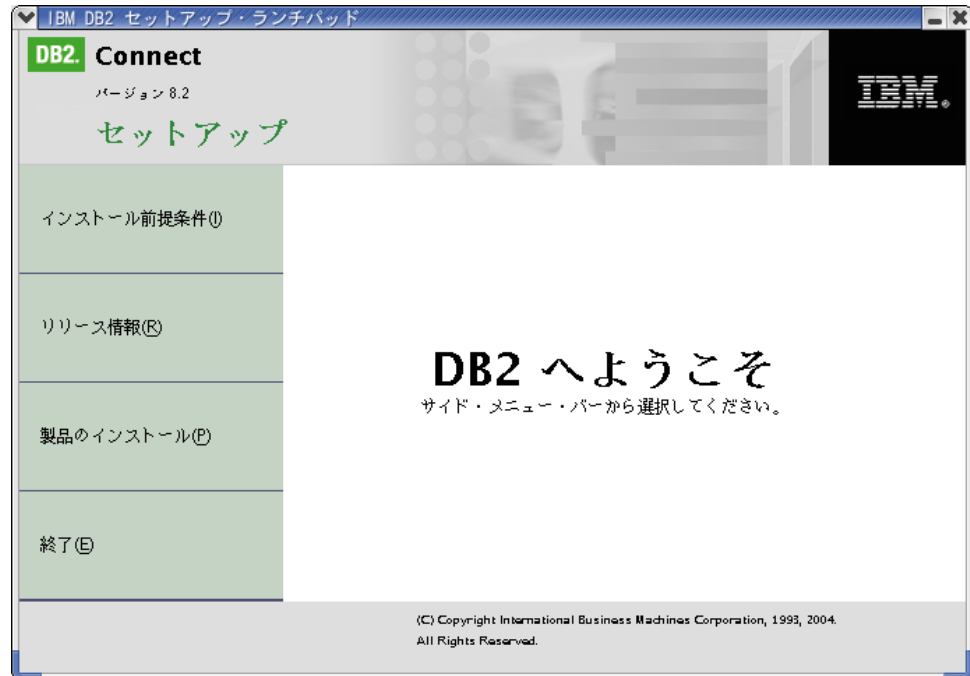 IBM DB2 セットアップ・ランチパッド
DB2. Connect
バージョン 8.2
セットアップ
IBM.
インストール前提条件(I)
リリース情報(R)
製品のインストール(P)
終了(E)
DB2 へようこそ
サイド・メニュー・バーから選択してください。
(C) Copyright International Business Machines Corporation, 1993, 2004.
All Rights Reserved.